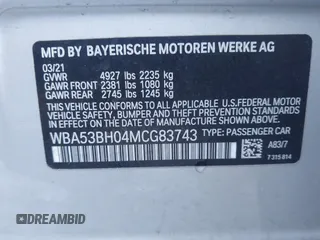 MFD BY BAYERISCHE MOTOREN WERKE AG
03/21
GVWR 4927 lbs 2235 kg
GAWR FRONT 2381 lbs 1080 kg
GAWR REAR 2745 lbs 1245 kg
THIS VEHICLE CONFORMS TO ALL APPLICABLE FEDERAL MOTOR
VEHICLE SAFETY, BUMPER, AND THEFT PREVENTION STANDARDS
IN EFFECT ON THE DATE OF MANUFACTURE SHOWN ABOVE.
WBA53BH04MCG83743 TYPE: PASSENGER CAR
A83/7
7 315 814
DREAMBID